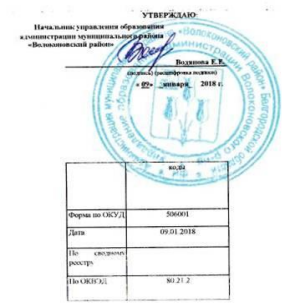 УТВЕРЖДАЮ:
Начальник управления образования
администрации муниципального района
«Волоконовский район»
Водянова Е.В.
(подпись) (расшифровка подписи)
« 09» января 2018 г.
коды
Форма по ОКУД 506001
Дата 09.01.2018
По сводному
реестру
По ОКВЭД 80.21.2